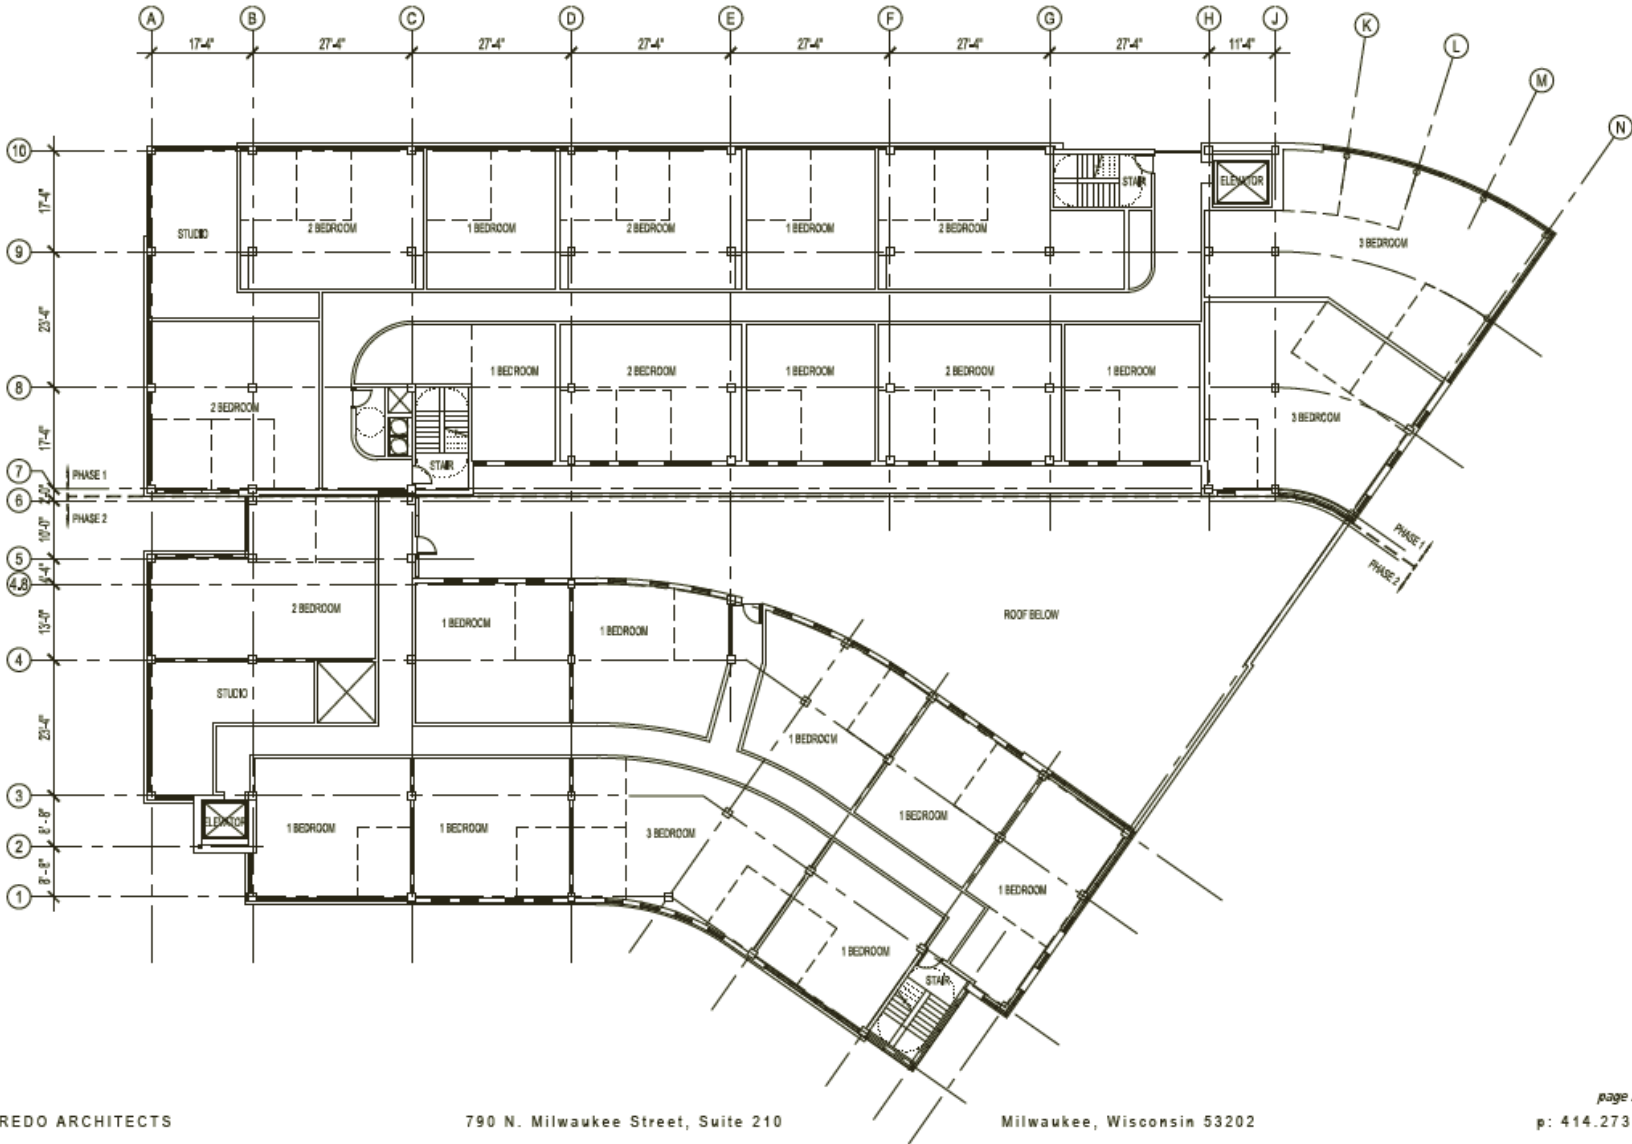 A B C D E F G H J K L M N
17'-4" 27'-4" 27'-4" 27'-4" 27'-4" 27'-4" 27'-4" 11'-4"
10
17'-4"
STAIR
ELEVATOR
STUDIO
2 BEDROOM
1 BEDROOM
2 BEDROOM
1 BEDROOM
2 BEDROOM
3 BEDROOM
9
23'-4"
1 BEDROOM
2 BEDROOM
1 BEDROOM
2 BEDROOM
1 BEDROOM
8
2 BEDROOM
3 BEDROOM
17'-4"
STAIR
7
PHASE 1
6
PHASE 2
PHASE 1
PHASE 2
10'-0"
5
4.8
2 BEDROOM
1 BEDROOM
1 BEDROOM
ROOF BELOW
13'-0"
4
STUDIO
23'-4"
1 BEDROOM
3
ELEVATOR
1 BEDROOM
1 BEDROOM
3 BEDROOM
1 BEDROOM
8'-8"
2
8'-8"
1
1 BEDROOM
1 BEDROOM
STAIR
page
REDO ARCHITECTS
790 N. Milwaukee Street, Suite 210
Milwaukee, Wisconsin 53202
p: 414.273